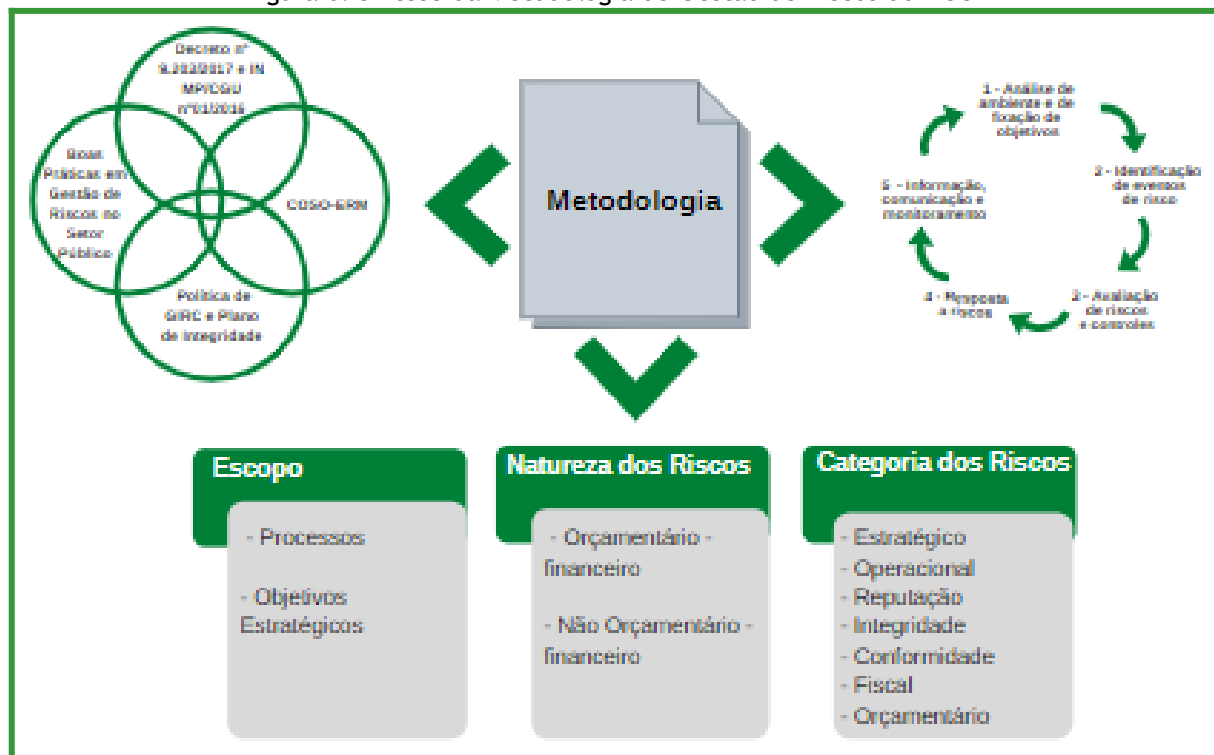 Decreto nº
9.203/2017 e IN
MP/CGU
nº01/2016
Boas
Práticas em
Gestão de
Riscos no
Setor
Público
COSO-ERM
Política de
GIRC e Plano
de Integridade
Metodologia
1 - Análise de
ambiente e de
fixação de
objetivos
2 - Identificação
de eventos
de risco
3 - Avaliação
de riscos
e controles
4 - Resposta
a riscos
5 - Informação,
comunicação e
monitoramento
Escopo
- Processos
- Objetivos
Estratégicos
Natureza dos Riscos
- Orçamentário -
financeiro
- Não Orçamentário -
financeiro
Categoria dos Riscos
- Estratégico
- Operacional
- Reputação
- Integridade
- Conformidade
- Fiscal
- Orçamentário